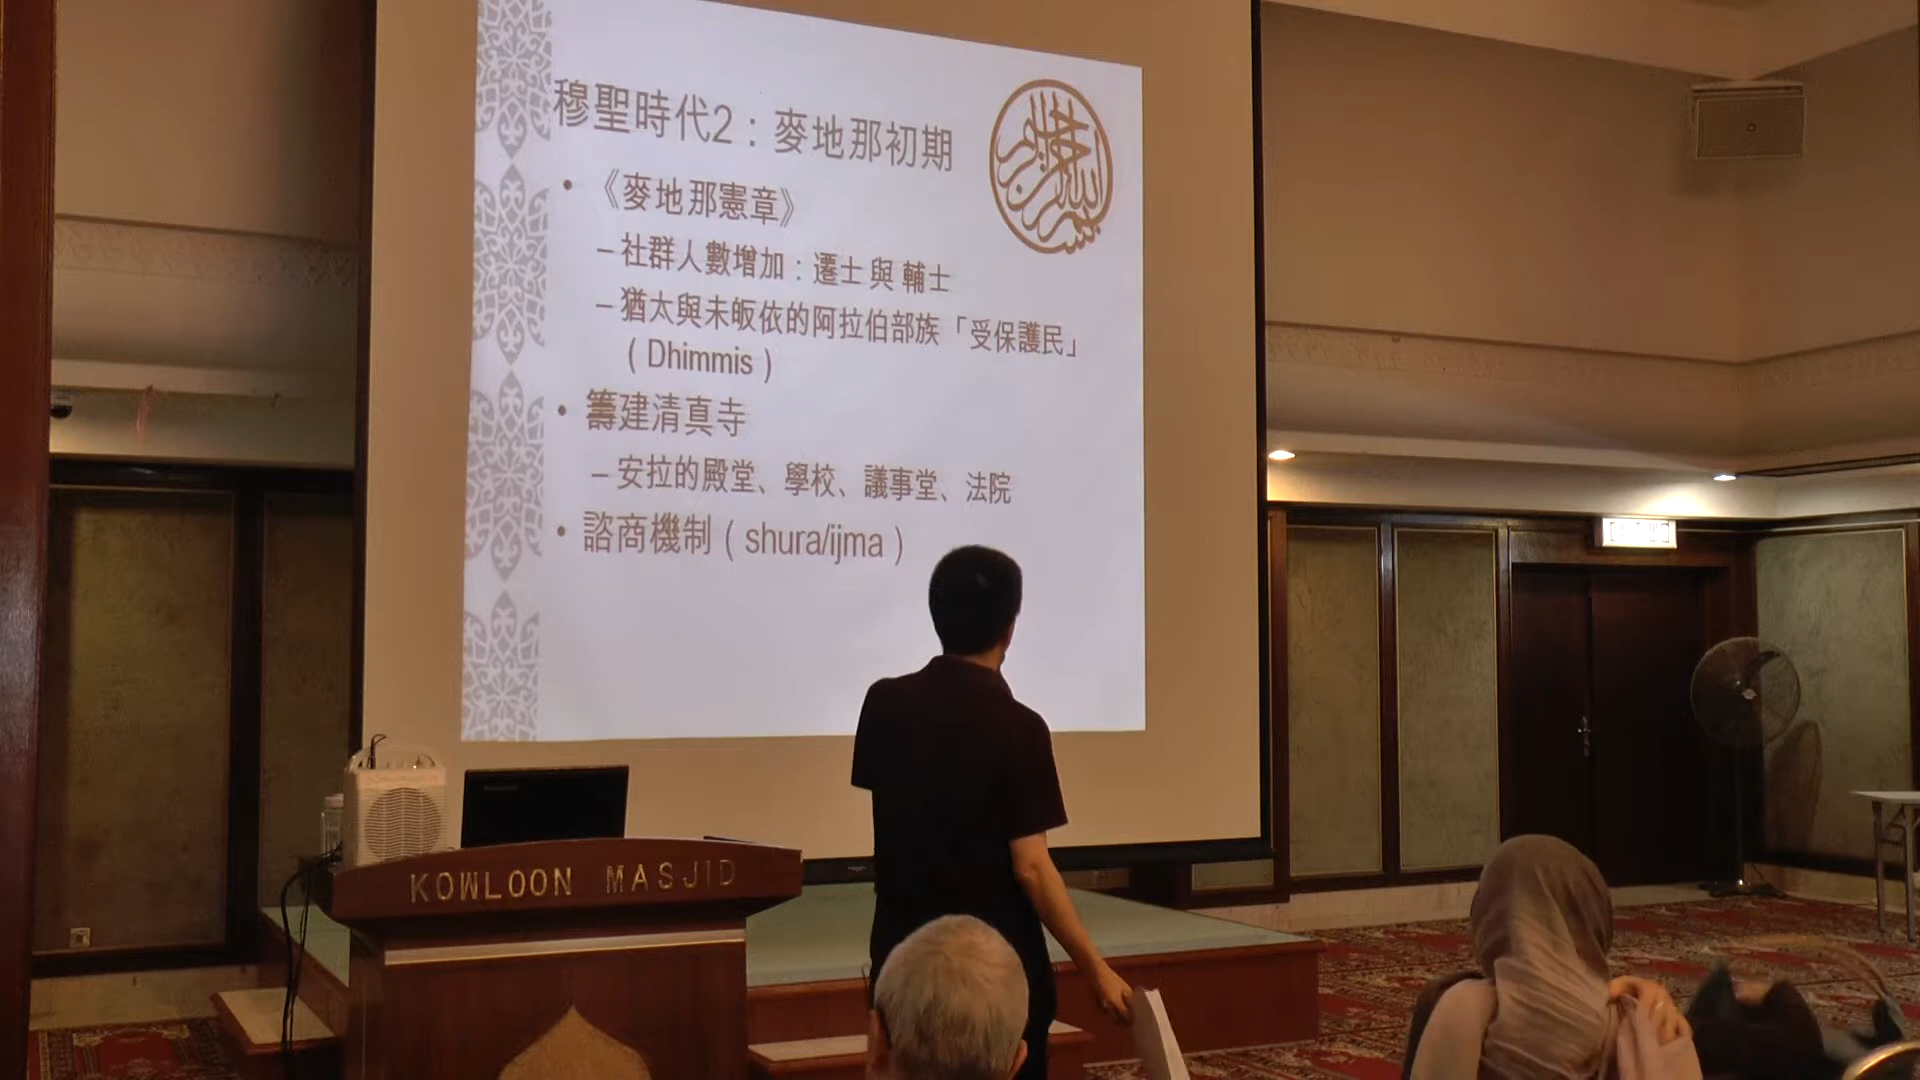 穆聖時代2：麥地那初期
• 《麥地那憲章》
– 社群人數增加：遷士與 輔士
– 猶太與未皈依的阿拉伯部族「受保護民」
（Dhimmis）
• 籌建清真寺
– 安拉的殿堂、學校、議事堂、法院
• 諮商機制（shura/ijma）
KOWLOON MASJID